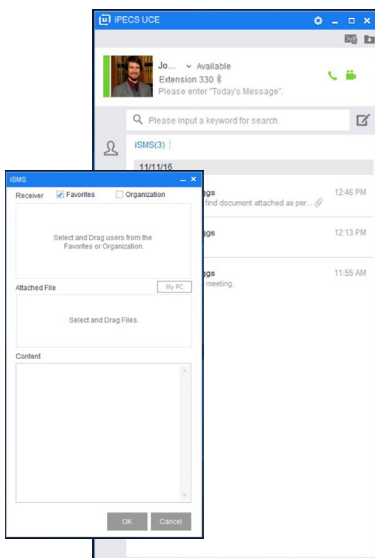 iPECS UCE
Jo... Available
Extension 330
Please enter "Today's Message".
Please input a keyword for search.
iSMS(3)
11/11/16
ggs 12:46 PM
find document attached as per...
ggs 12:13 PM
ggs 11:55 AM
meeting.
iSMS
Receiver Favorites Organization
Select and Drag users from the
Favorites or Organization.
Attached File My PC
Select and Drag Files.
Content
OK Cancel